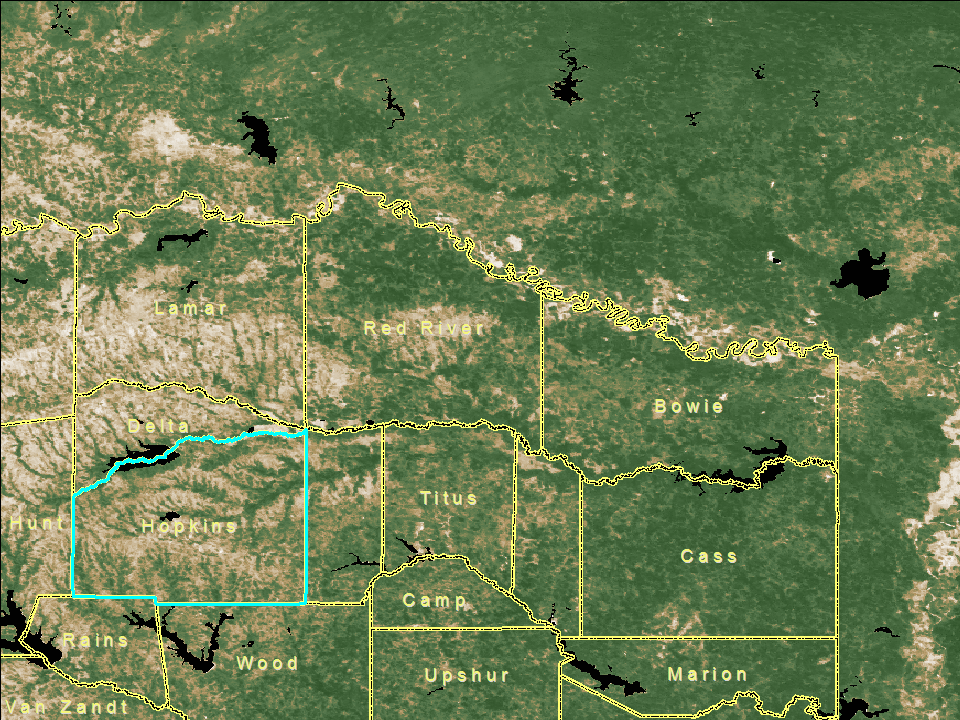 Lamar
Red River
Bowie
Delta
Titus
Hunt
Hopkins
Cass
Camp
Rains
Wood
Upshur
Marion
Van Zandt